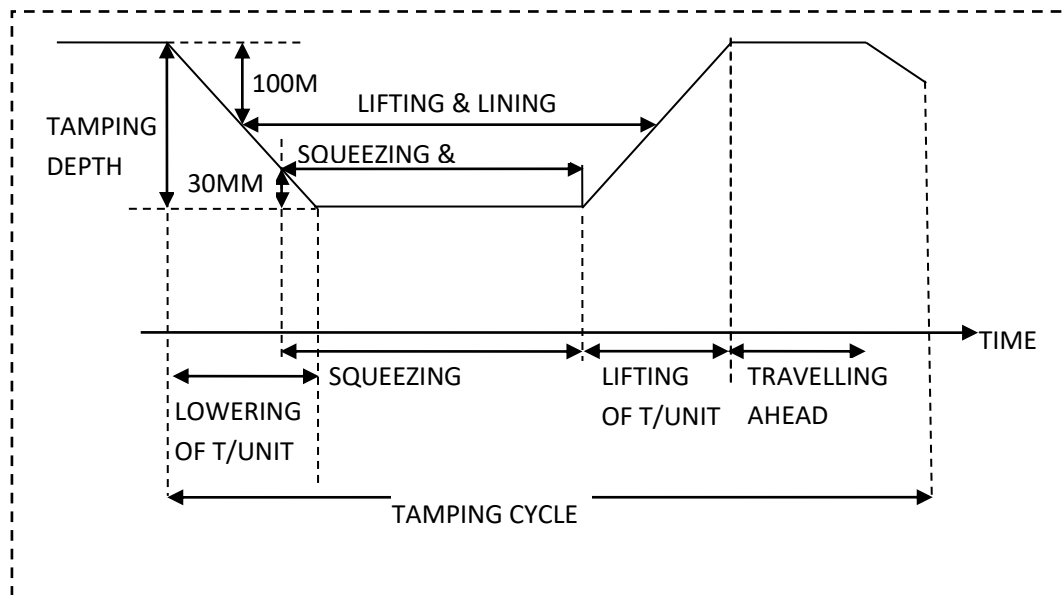 100M
LIFTING & LINING
TAMPING
DEPTH
SQUEEZING &
30MM
TIME
SQUEEZING
LIFTING
OF T/UNIT
TRAVELLING
AHEAD
LOWERING
OF T/UNIT
TAMPING CYCLE